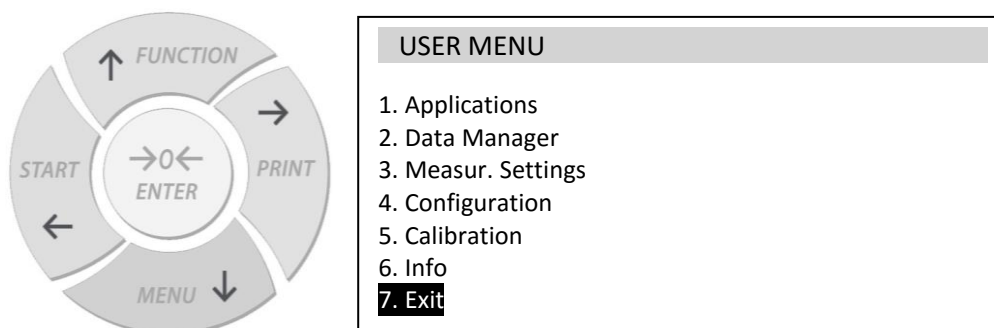 FUNCTION
START
→0←
ENTER
PRINT
MENU
USER MENU
1. Applications
2. Data Manager
3. Measur. Settings
4. Configuration
5. Calibration
6. Info
7. Exit